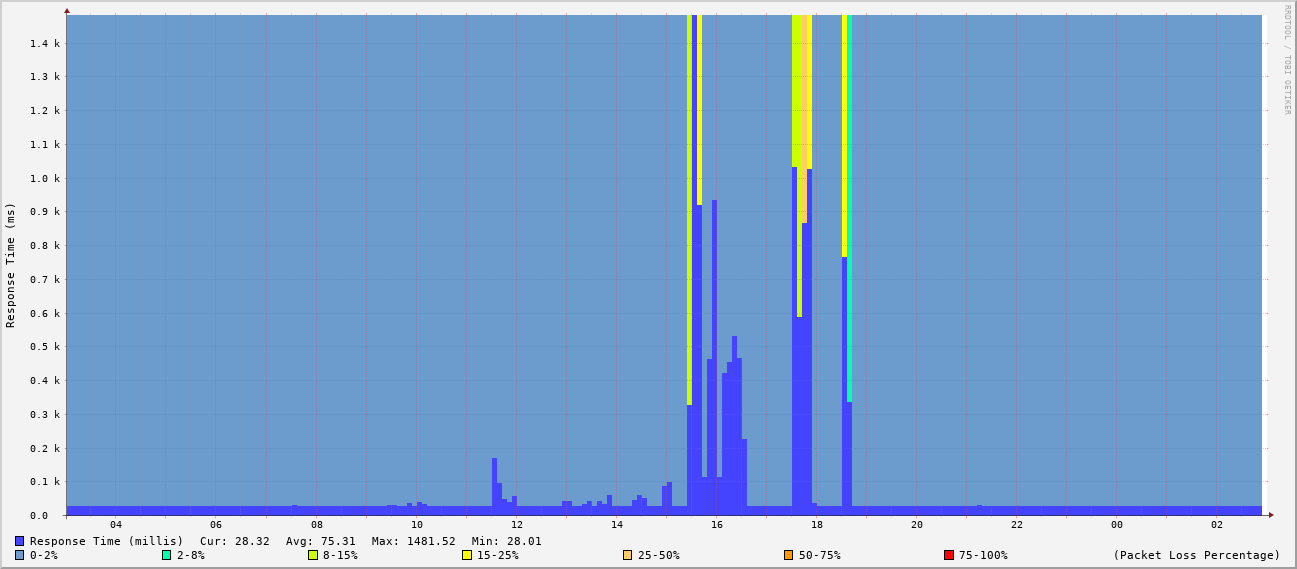 RRDTOOL / TOBI OETIKER
Response Time (ms)
1.4 k
1.3 k
1.2 k
1.1 k
1.0 k
0.9 k
0.8 k
0.7 k
0.6 k
0.5 k
0.4 k
0.3 k
0.2 k
0.1 k
0.0
04 06 08 10 12 14 16 18 20 22 00 02
Response Time (millis) Cur: 28.32 Avg: 75.31 Max: 1481.52 Min: 28.01
0-2% 2-8% 8-15% 15-25% 25-50% 50-75% 75-100% (Packet Loss Percentage)